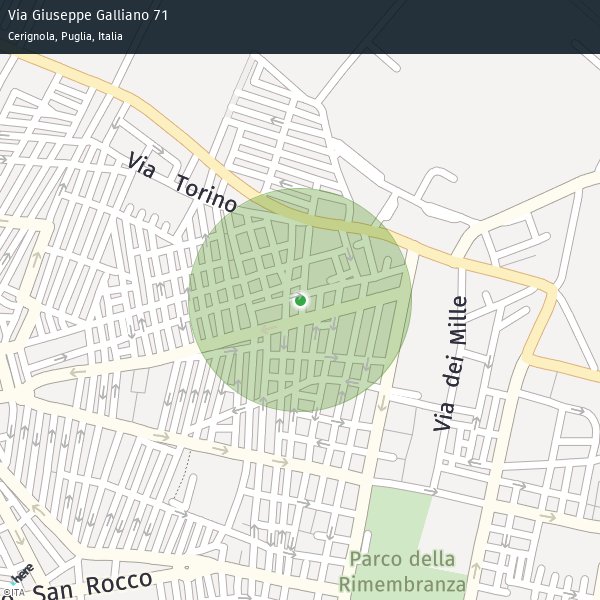 Via Giuseppe Galliano 71
Cerignola, Puglia, Italia
Via Torino
Via dei Mille
Parco della
Rimembranza
San Rocco
here
©ITA